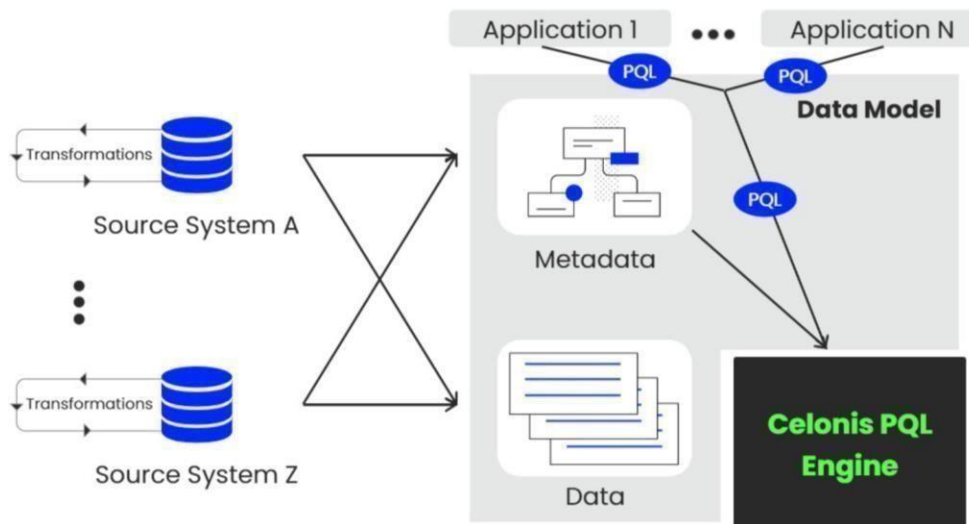 Application 1
Application N
PQL
PQL
Data Model
Transformations
Source System A
PQL
Metadata
Transformations
Source System Z
Celonis PQL
Engine
Data